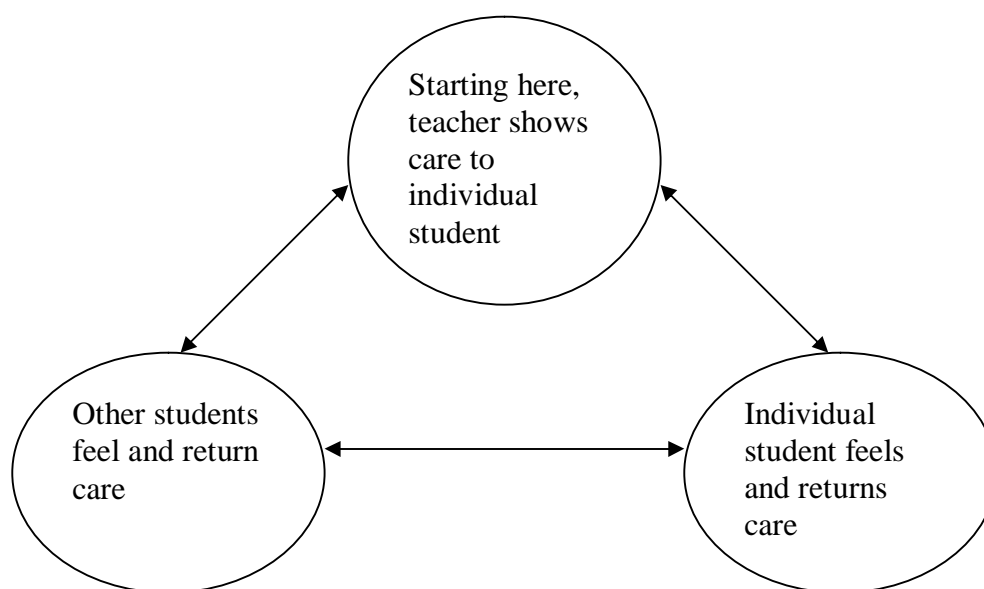 Starting here,
teacher shows
care to
individual
student
Other students
feel and return
care
Individual
student feels
and returns
care